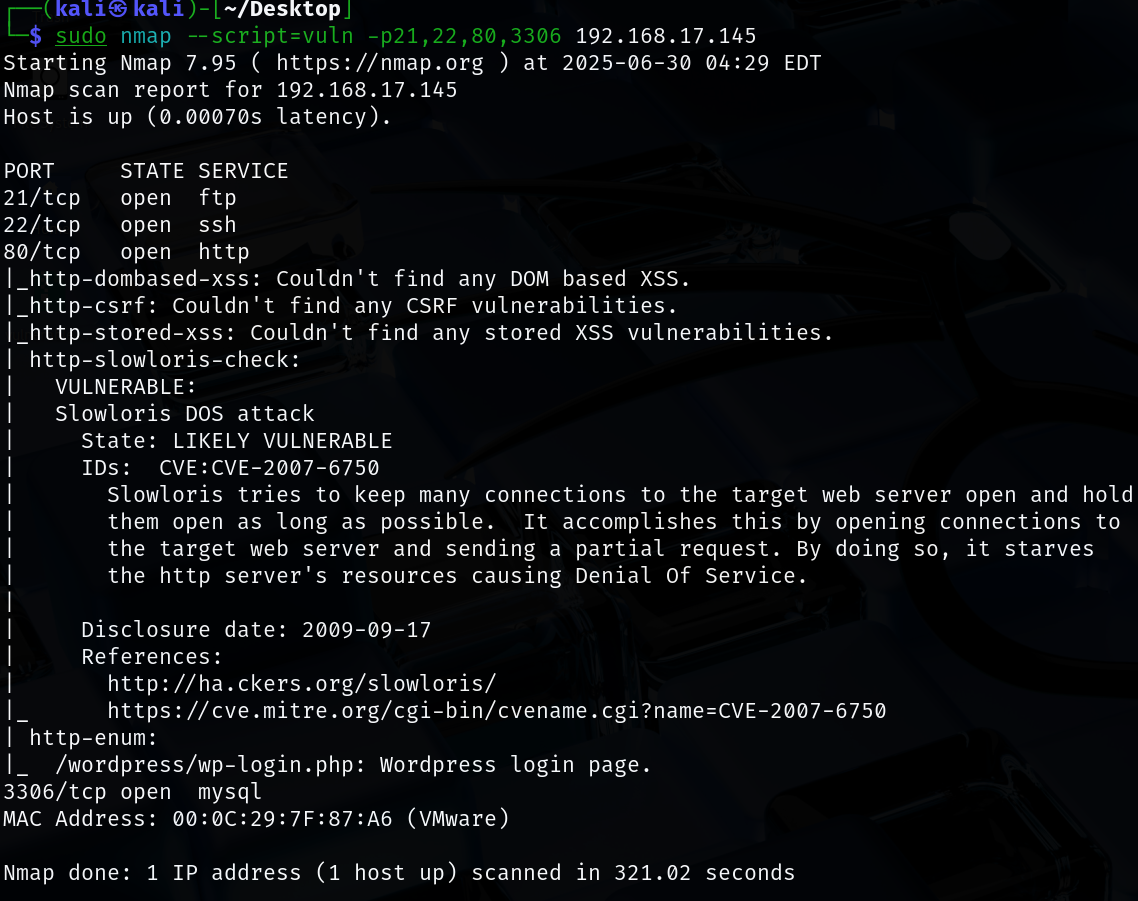 ┌──(kali㉿kali)-[~/Desktop]
└─$ sudo nmap --script=vuln -p21,22,80,3306 192.168.17.145
Starting Nmap 7.95 ( https://nmap.org ) at 2025-06-30 04:29 EDT
Nmap scan report for 192.168.17.145
Host is up (0.00070s latency).

PORT     STATE SERVICE
21/tcp   open  ftp
22/tcp   open  ssh
80/tcp   open  http
|_http-dombased-xss: Couldn't find any DOM based XSS.
|_http-csrf: Couldn't find any CSRF vulnerabilities.
|_http-stored-xss: Couldn't find any stored XSS vulnerabilities.
| http-slowloris-check:
|   VULNERABLE:
|   Slowloris DOS attack
|     State: LIKELY VULNERABLE
|     IDs:  CVE:CVE-2007-6750
|       Slowloris tries to keep many connections to the target web server open and hold
|       them open as long as possible.  It accomplishes this by opening connections to
|       the target web server and sending a partial request. By doing so, it starves
|       the http server's resources causing Denial Of Service.
|
|     Disclosure date: 2009-09-17
|     References:
|       http://ha.ckers.org/slowloris/
|_      https://cve.mitre.org/cgi-bin/cvename.cgi?name=CVE-2007-6750
| http-enum:
|_  /wordpress/wp-login.php: Wordpress login page.
3306/tcp open  mysql
MAC Address: 00:0C:29:7F:87:A6 (VMware)

Nmap done: 1 IP address (1 host up) scanned in 321.02 seconds